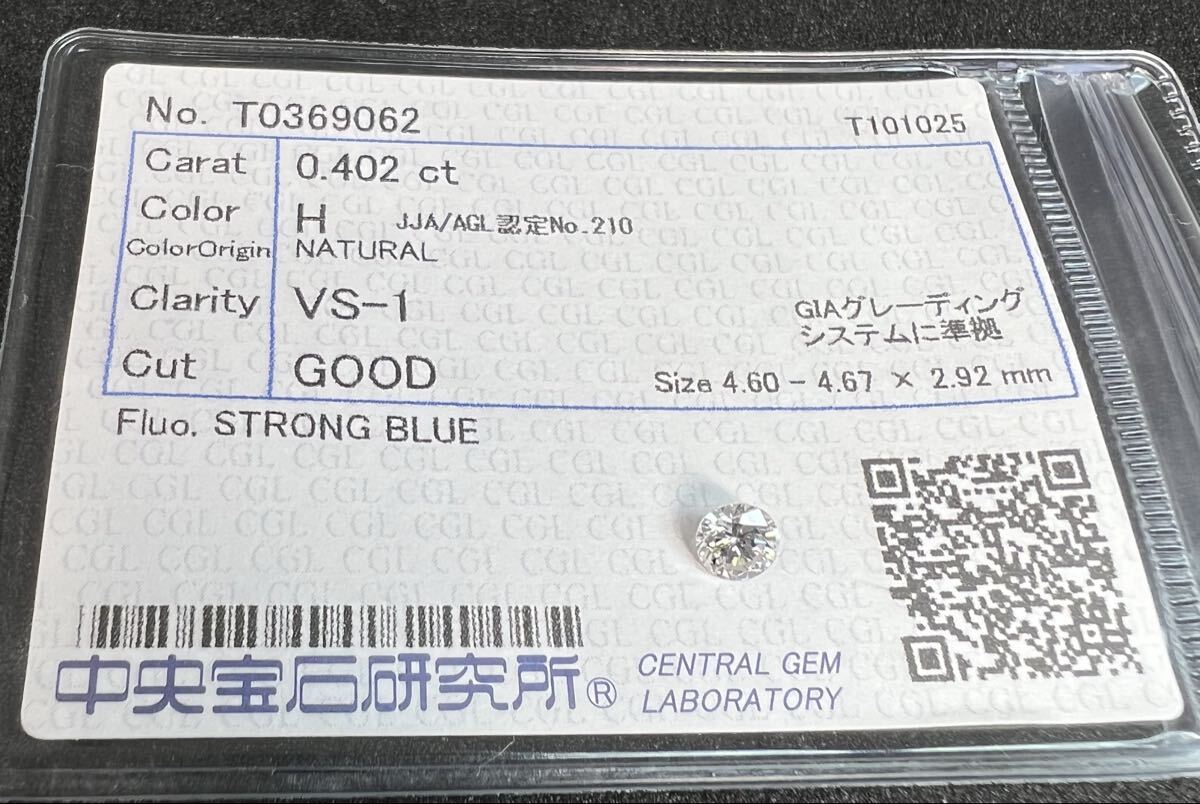 No. T0369062
T101025
Carat 0.402 ct
Color H JJA/AGL認定No.210
ColorOrigin NATURAL
Clarity VS-1
GIAグレーディング
システムに準拠
Cut GOOD
Size 4.60 - 4.67 × 2.92 mm
Fluo. STRONG BLUE
中央宝石研究所®
CENTRAL GEM
LABORATORY